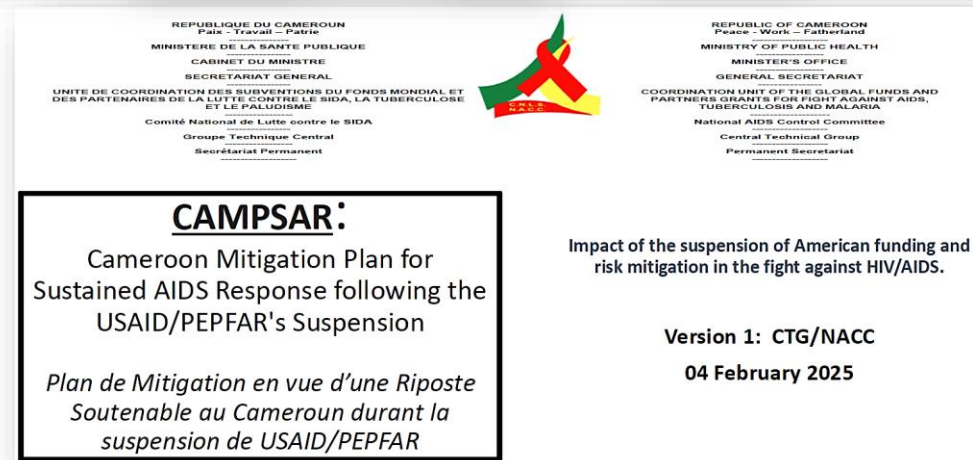 REPUBLIQUE DU CAMEROUN
Paix - Travail – Patrie
MINISTERE DE LA SANTE PUBLIQUE
CABINET DU MINISTRE
SECRETARIAT GENERAL
UNITE DE COORDINATION DES SUBVENTIONS DU FONDS MONDIAL ET
DES PARTENAIRES DE LA LUTTE CONTRE LE SIDA, LA TUBERCULOSE
ET LE PALUDISME
Comité National de Lutte contre le SIDA
Groupe Technique Central
Secrétariat Permanent
C.N.L.S.
N.A.C.C.
REPUBLIC OF CAMEROON
Peace - Work – Fatherland
MINISTRY OF PUBLIC HEALTH
MINISTER'S OFFICE
GENERAL SECRETARIAT
COORDINATION UNIT OF THE GLOBAL FUNDS AND
PARTNERS GRANTS FOR FIGHT AGAINST AIDS,
TUBERCULOSIS AND MALARIA
National AIDS Control Committee
Central Technical Group
Permanent Secretariat
CAMPSAR:
Cameroon Mitigation Plan for
Sustained AIDS Response following the
USAID/PEPFAR's Suspension
Plan de Mitigation en vue d'une Riposte
Soutenable au Cameroun durant la
suspension de USAID/PEPFAR
Impact of the suspension of American funding and
risk mitigation in the fight against HIV/AIDS.
Version 1: CTG/NACC
04 February 2025